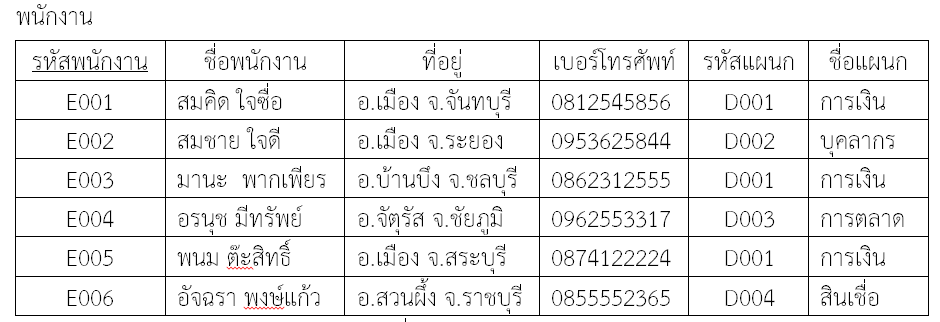 พนักงาน
รหัสพนักงาน ชื่อพนักงาน ที่อยู่ เบอร์โทรศัพท์ รหัสแผนก ชื่อแผนก
E001 สมคิด ใจซื่อ อ.เมือง จ.จันทบุรี 0812545856 D001 การเงิน
E002 สมชาย ใจดี อ.เมือง จ.ระยอง 0953625844 D002 บุคลากร
E003 มานะ พากเพียร อ.บ้านบึง จ.ชลบุรี 0862312555 D001 การเงิน
E004 อรนุช มีทรัพย์ อ.จัตุรัส จ.ชัยภูมิ 0962553317 D003 การตลาด
E005 พนม ต๊ะสิทธิ์ อ.เมือง จ.สระบุรี 0874122224 D001 การเงิน
E006 อัจฉรา พงษ์แก้ว อ.สวนผึ้ง จ.ราชบุรี 0855552365 D004 สินเชื่อ